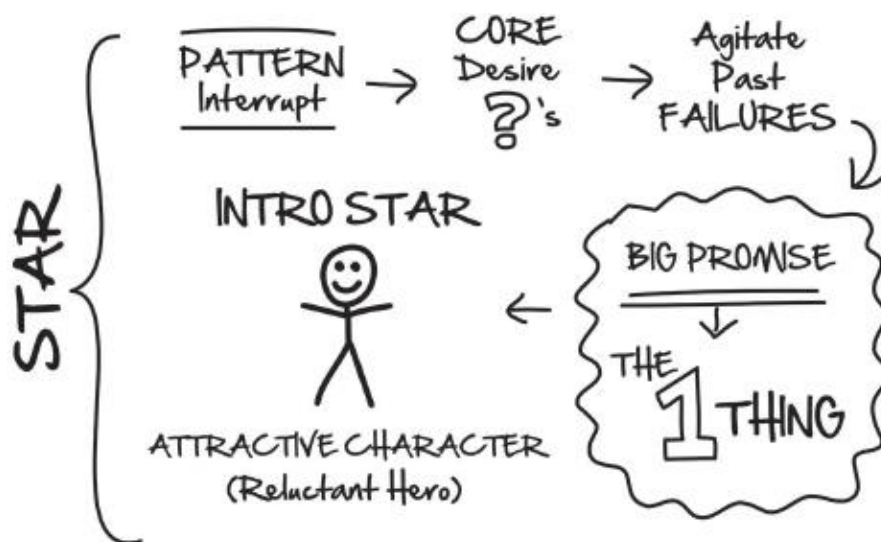 STAR
PATTERN
Interrupt
CORE
Desire
?'s
Agitate
Past
FAILURES
BIG PROMISE
THE
1 THING
INTRO STAR
ATTRACTIVE CHARACTER
(Reluctant Hero)